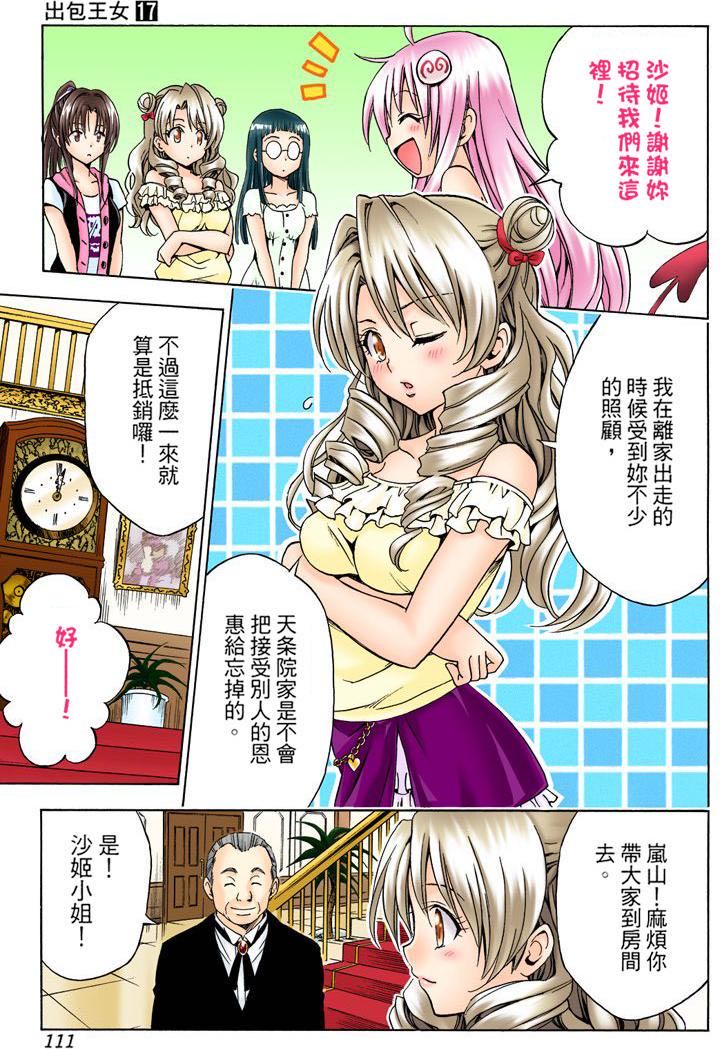 出包王女17
沙姬！謝謝妳
招待我們來這
裡！
我在離家出走的
時候受到妳不少
的照顧，
天条院家是不會
把接受別人的恩
惠給忘掉的。
不過這麼一來就
算是抵銷囉！
好——！
嵐山！麻煩你
帶大家到房間
去。
是！
沙姬小姐！
111